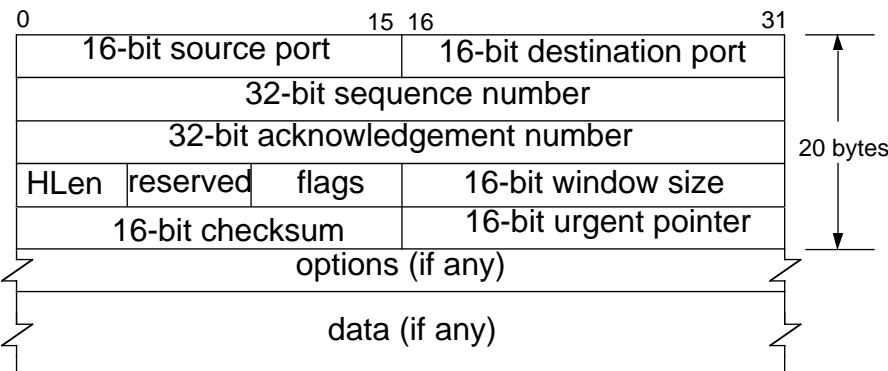 0 15 16 31
16-bit source port 16-bit destination port
32-bit sequence number
32-bit acknowledgement number
20 bytes
HLen reserved flags 16-bit window size
16-bit checksum 16-bit urgent pointer
options (if any)
data (if any)